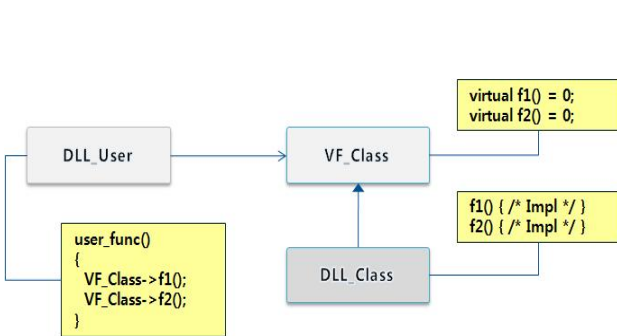 virtual f1() = 0;
virtual f2() = 0;
DLL_User
VF_Class
f1() { /* Impl */ }
f2() { /* Impl */ }
user_func()
{
VF_Class->f1();
VF_Class->f2();
}
DLL_Class